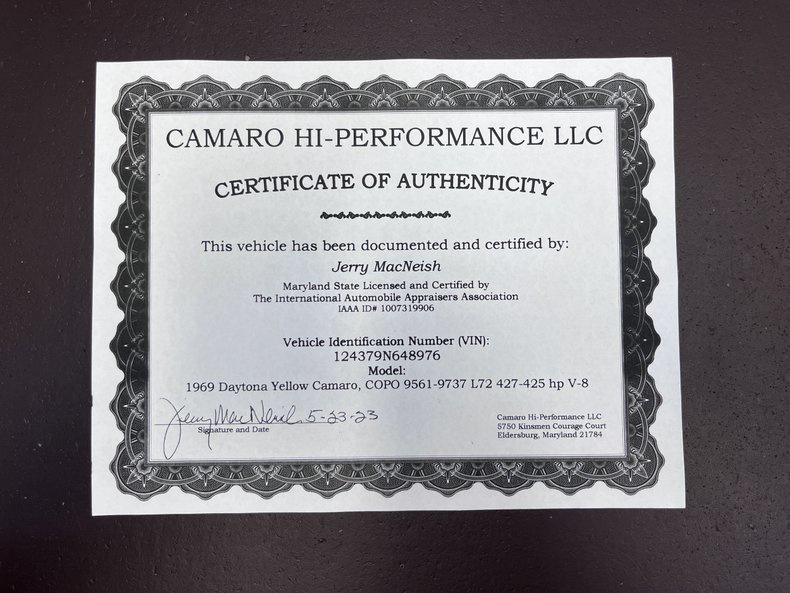 CAMARO HI-PERFORMANCE LLC
CERTIFICATE OF AUTHENTICITY
This vehicle has been documented and certified by:
Jerry MacNeish
Maryland State Licensed and Certified by
The International Automobile Appraisers Association
IAAA ID# 1007319906
Vehicle Identification Number (VIN):
124379N648976
Model:
1969 Daytona Yellow Camaro, COPO 9561-9737 L72 427-425 hp V-8
Jerry MacNeish 5-23-23
Signature and Date
Camaro Hi-Performance LLC
5750 Kinsmen Courage Court
Eldersburg, Maryland 21784